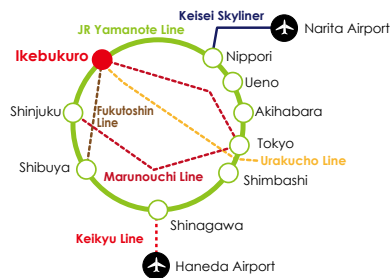 Keisei Skyliner
JR Yamanote Line
Narita Airport
Ikebukuro
Nippori
Ueno
Shinjuku
Fukutoshin
Line
Akihabara
Tokyo
Urakucho Line
Shibuya
Marunouchi Line
Shimbashi
Shinagawa
Keikyu Line
Haneda Airport